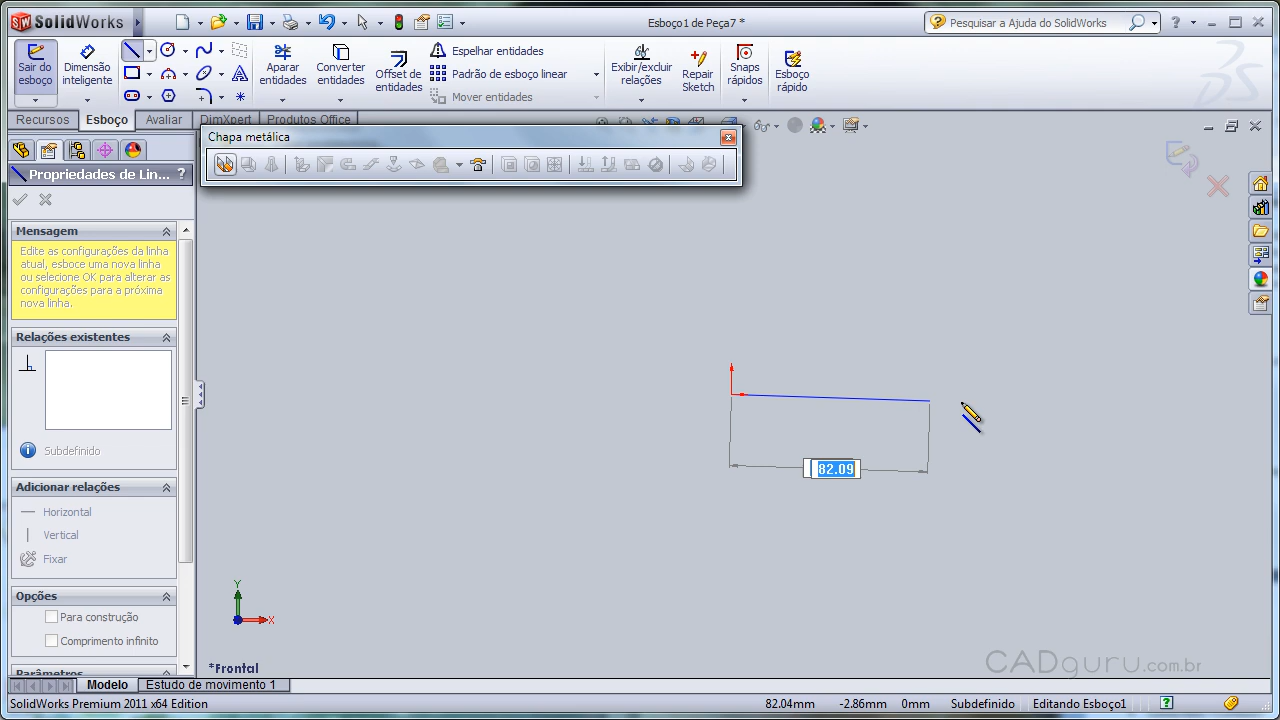 SolidWorks
Esboço1 de Peça7 *
Pesquisar a Ajuda do SolidWorks
Sair do esboço
Dimensão inteligente
Aparar entidades
Converter entidades
Offset de entidades
Espelhar entidades
Padrão de esboço linear
Mover entidades
Exibir/excluir relações
Repair Sketch
Snaps rápidos
Esboço rápido
Recursos
Esboço
Avaliar
DimXpert
Produtos Office
Chapa metálica
Propriedades de Lin... ?
Mensagem
Edite as configurações da linha
atual, esboce uma nova linha
ou selecione OK para alterar as
configurações para a próxima
nova linha.
Relações existentes
Subdefinido
Adicionar relações
Horizontal
Vertical
Fixar
Opções
Para construção
Comprimento infinito
Parâmetros
82.09
Y
X
*Frontal
CADguru.com.br
Modelo
Estudo de movimento 1
SolidWorks Premium 2011 x64 Edition
82.04mm
-2.86mm
0mm
Subdefinido
Editando Esboço1